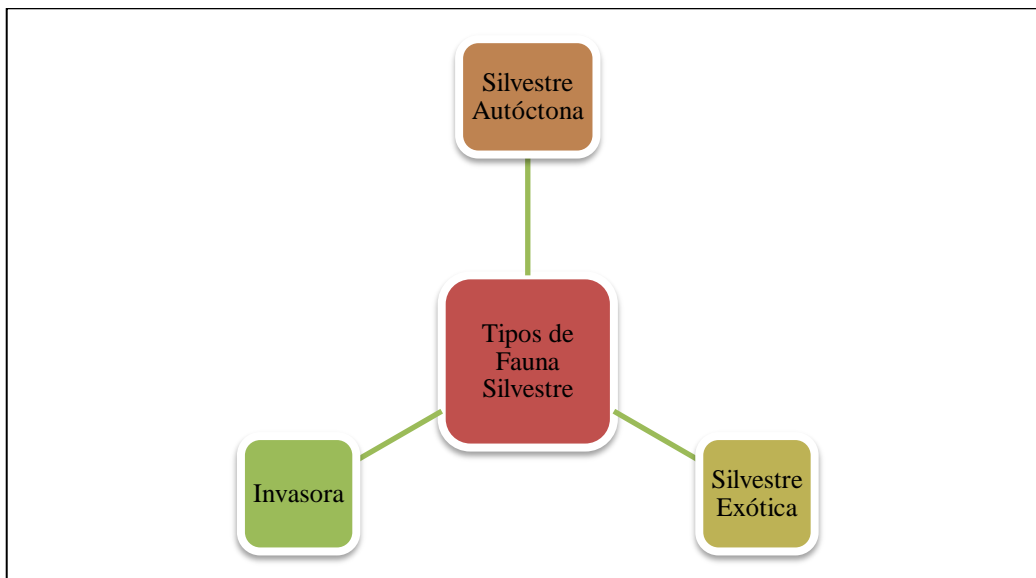 Silvestre
Autóctona
Tipos de
Fauna
Silvestre
Invasora
Silvestre
Exótica